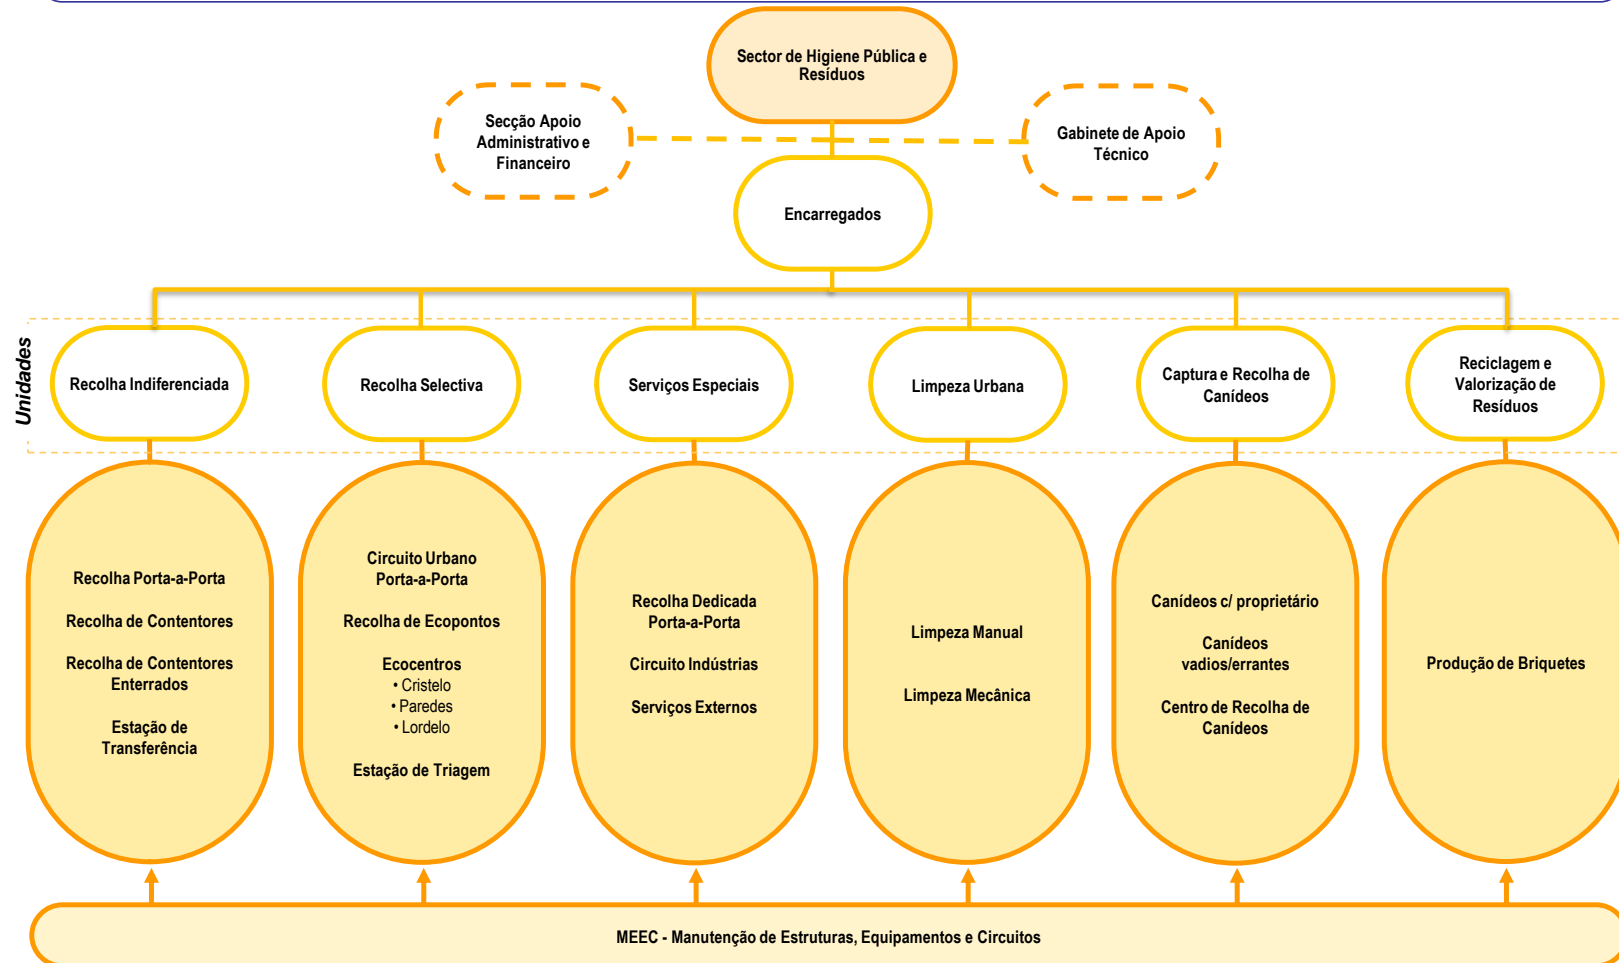 Sector de Higiene Pública e
Resíduos
Secção Apoio
Administrativo e
Financeiro
Gabinete de Apoio
Técnico
Encarregados
Unidades
Recolha Indiferenciada
Recolha Selectiva
Serviços Especiais
Limpeza Urbana
Captura e Recolha de
Canídeos
Reciclagem e
Valorização de
Resíduos
Recolha Porta-a-Porta
Recolha de Contentores
Recolha de Contentores
Enterrados
Estação de
Transferência
Circuito Urbano
Porta-a-Porta
Recolha de Ecopontos
Ecocentros
• Cristelo
• Paredes
• Lordelo
Estação de Triagem
Recolha Dedicada
Porta-a-Porta
Circuito Indústrias
Serviços Externos
Limpeza Manual
Limpeza Mecânica
Canídeos c/ proprietário
Canídeos
vadios/errantes
Centro de Recolha de
Canídeos
Produção de Briquetes
MEEC - Manutenção de Estruturas, Equipamentos e Circuitos